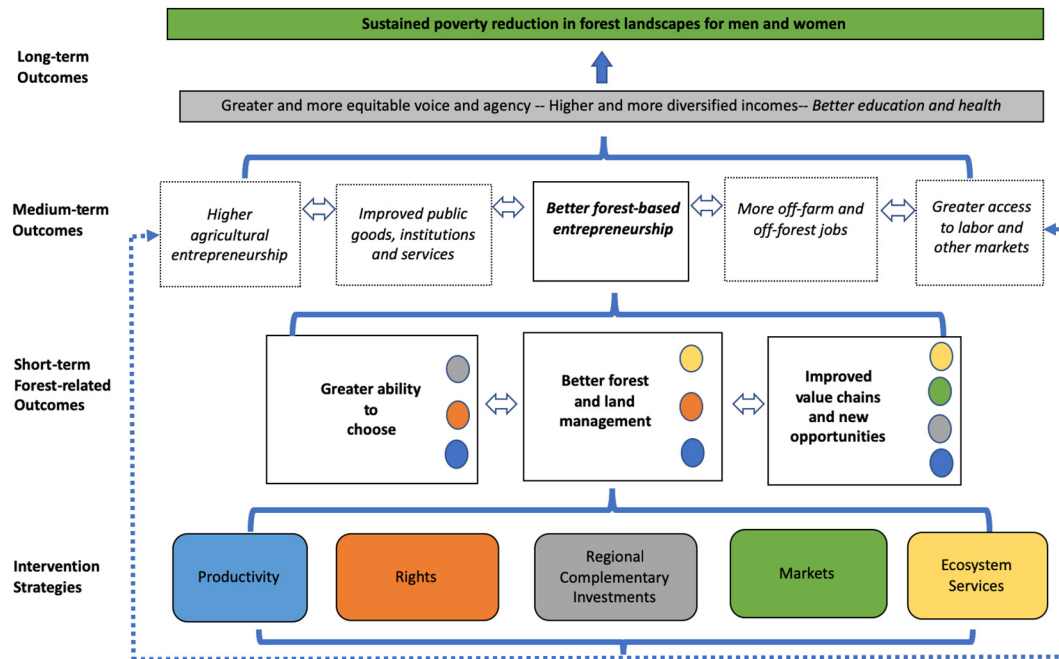 Sustained poverty reduction in forest landscapes for men and women
Long-term
Outcomes
Greater and more equitable voice and agency -- Higher and more diversified incomes-- Better education and health
Medium-term
Outcomes
Higher
agricultural
entrepreneurship
Improved public
goods, institutions
and services
Better forest-based
entrepreneurship
More off-farm and
off-forest jobs
Greater access
to labor and
other markets
Short-term
Forest-related
Outcomes
Greater ability
to
choose
Better forest
and land
management
Improved
value chains
and new
opportunities
Intervention
Strategies
Productivity
Rights
Regional
Complementary
Investments
Markets
Ecosystem
Services